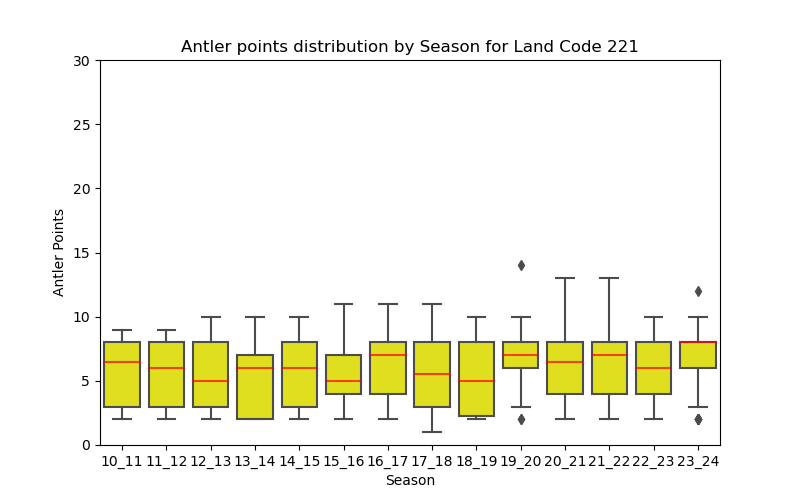 Antler points distribution by Season for Land Code 221
Antler Points
30
25
20
15
10
5
0
10_11 11_12 12_13 13_14 14_15 15_16 16_17 17_18 18_19 19_20 20_21 21_22 22_23 23_24
Season